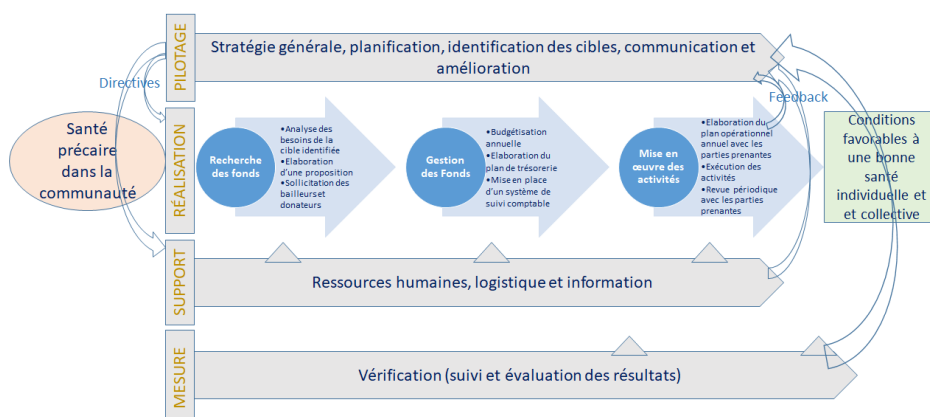 PILOTAGE
Stratégie générale, planification, identification des cibles, communication et
amélioration
Directives
Feedback
Santé
précaire
dans la
communauté
RÉALISATION
Recherche
des fonds
•Analyse des
besoins de la
cible identifiée
•Elaboration
d'une proposition
•Sollicitation des
bailleurs et
donateurs
Gestion
des Fonds
•Budgétisation
annuelle
•Elaboration du
plan de trésorerie
•Mise en place
d'un système de
suivi comptable
Mise en
œuvre des
activités
•Elaboration du
plan opérationnel
annuel avec les
parties prenantes
•Exécution des
activités
•Revue périodique
avec les parties
prenantes
Conditions
favorables à
une bonne
santé
individuelle et
et collective
SUPPORT
Ressources humaines, logistique et information
MESURE
Vérification (suivi et évaluation des résultats)